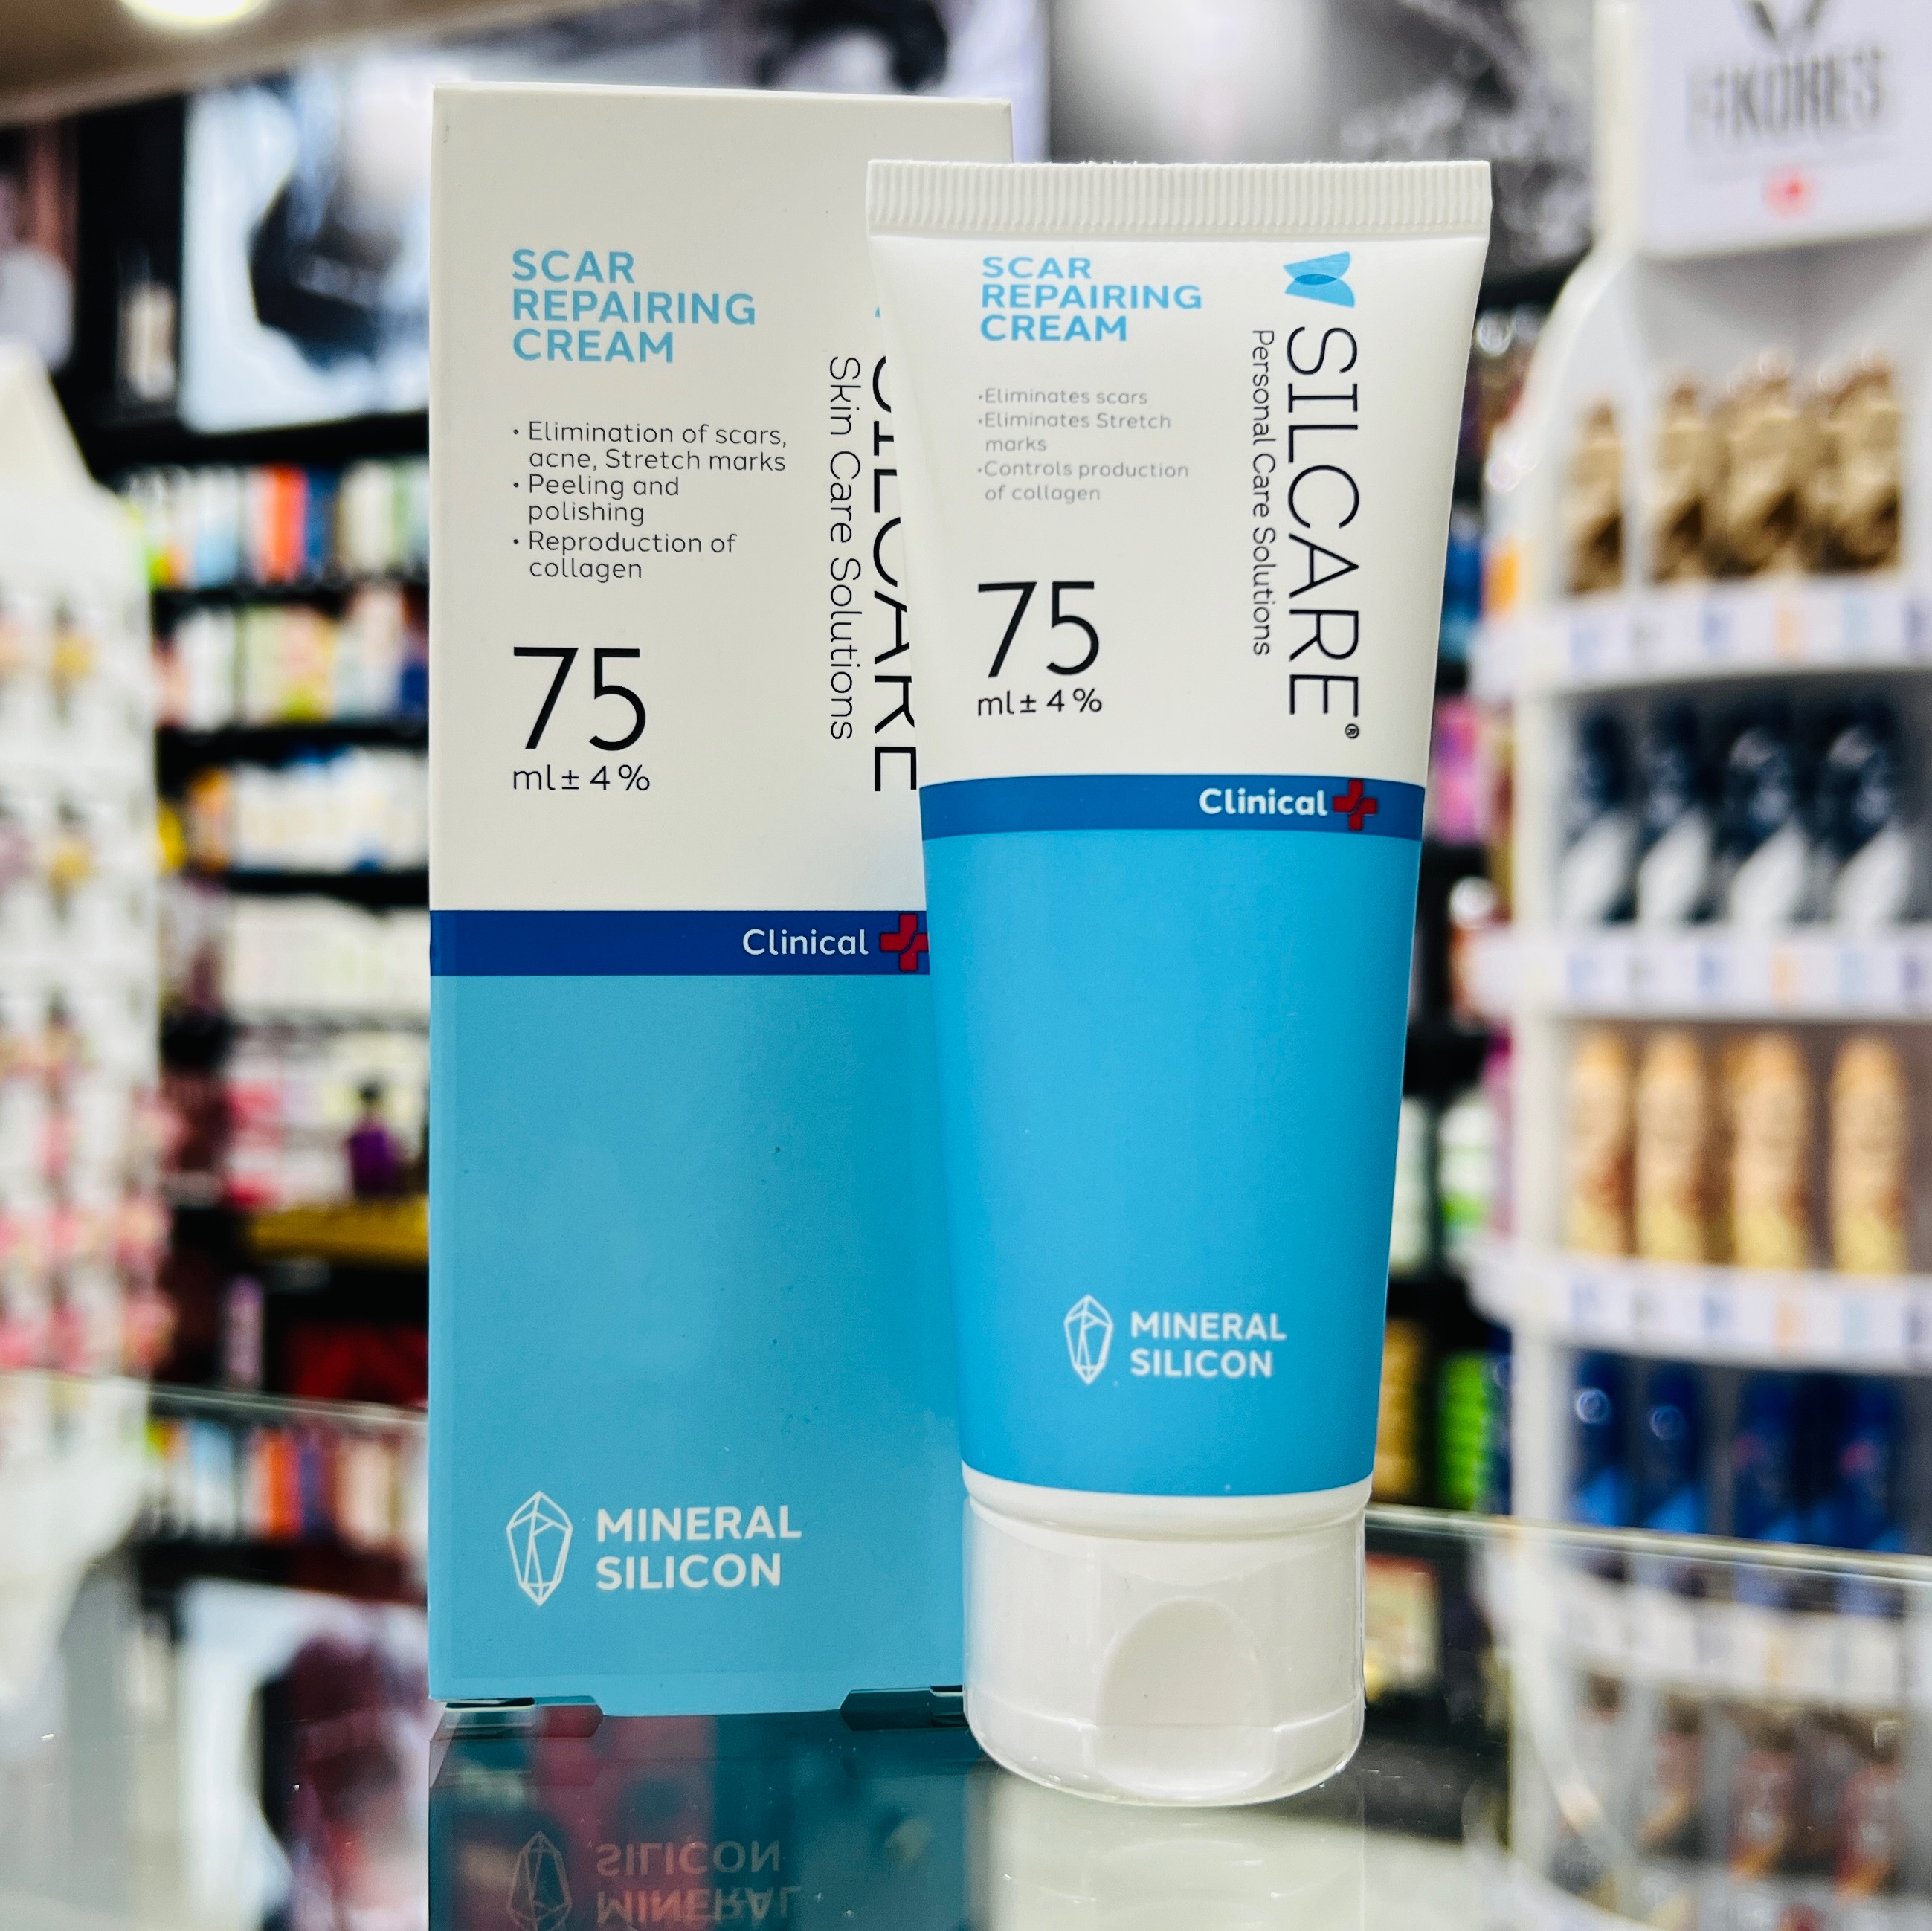 SCAR
REPAIRING
CREAM
• Elimination of scars,
acne, Stretch marks
• Peeling and
polishing
• Reproduction of
collagen
75
ml ± 4 %
Skin Care Solutions
Clinical
MINERAL
SILICON
SCAR
REPAIRING
CREAM
•Eliminates scars
•Eliminates Stretch
marks
•Controls production
of collagen
75
ml ± 4 %
SILCARE®
Personal Care Solutions
Clinical
MINERAL
SILICON